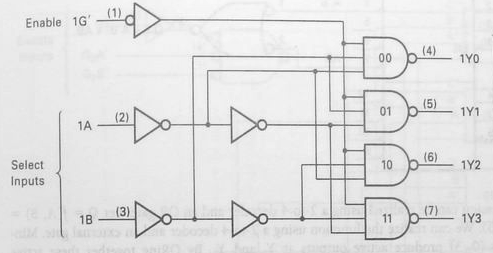 Enable 1G' (1)
00 (4) 1Y0
01 (5) 1Y1
1A (2)
10 (6) 1Y2
Select
Inputs
1B (3)
11 (7) 1Y3